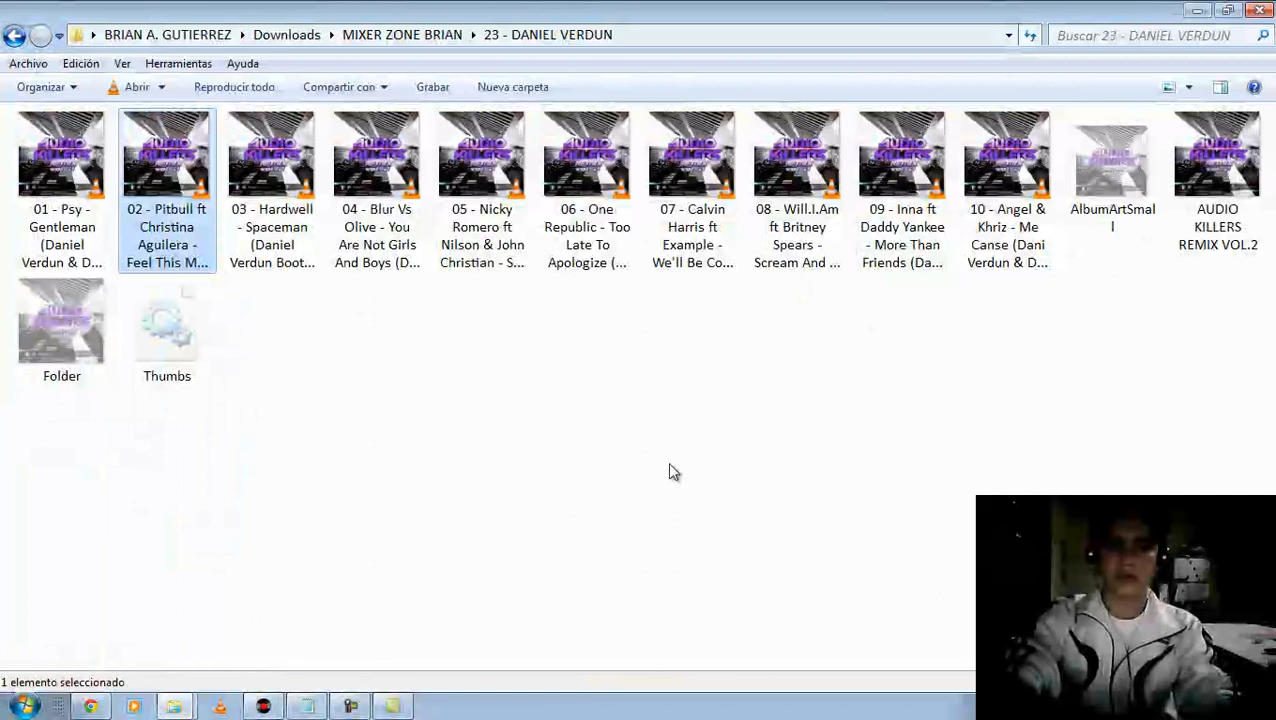 BRIAN A. GUTIERREZ Downloads MIXER ZONE BRIAN 23 - DANIEL VERDUN
Buscar 23 - DANIEL VERDUN
Archivo Edición Ver Herramientas Ayuda
Organizar Abrir Reproducir todo Compartir con Grabar Nueva carpeta
01 - Psy -
Gentleman
(Daniel
Verdun & D...
02 - Pitbull ft
Christina
Aguilera -
Feel This M...
03 - Hardwell
- Spaceman
(Daniel
Verdun Boot...
04 - Blur Vs
Olive - You
Are Not Girls
And Boys (D...
05 - Nicky
Romero ft
Nilson & John
Christian - S...
06 - One
Republic - Too
Late To
Apologize (...
07 - Calvin
Harris ft
Example -
We'll Be Co...
08 - Will.I.Am
ft Britney
Spears -
Scream And ...
09 - Inna ft
Daddy Yankee
- More Than
Friends (Da...
10 - Angel &
Khriz - Me
Canse (Dani
Verdun & D...
AlbumArtSmal
l
AUDIO
KILLERS
REMIX VOL.2
Folder
Thumbs
1 elemento seleccionado